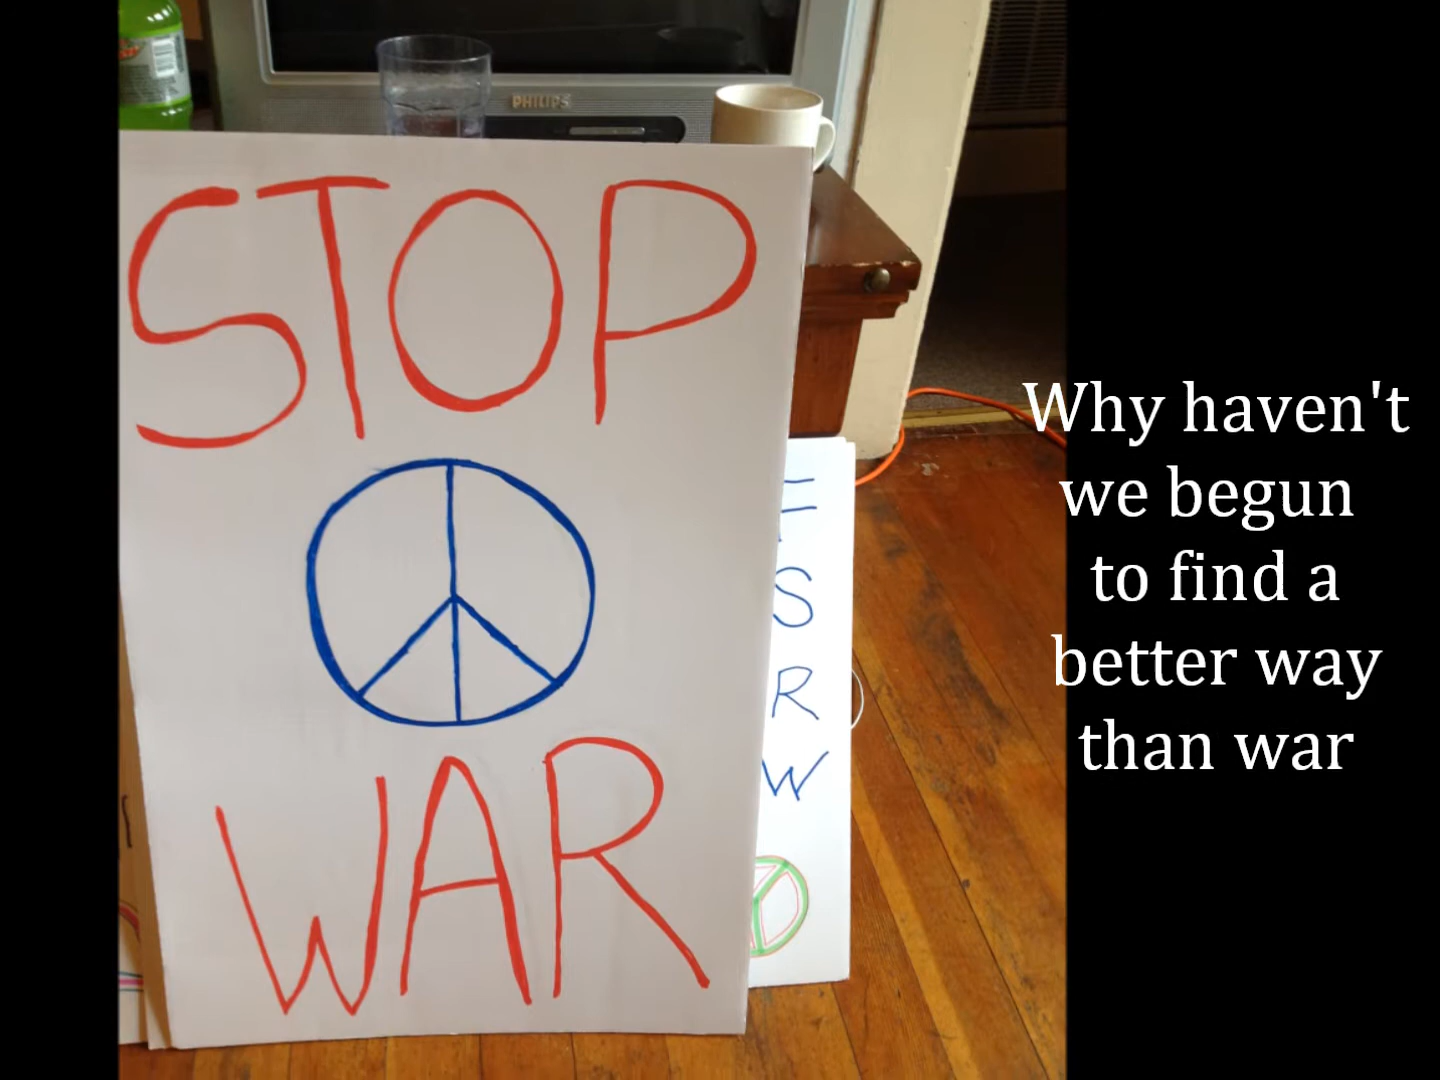 PHILIPS
STOP
WAR
S
R
W
Why haven't
we begun
to find a
better way
than war